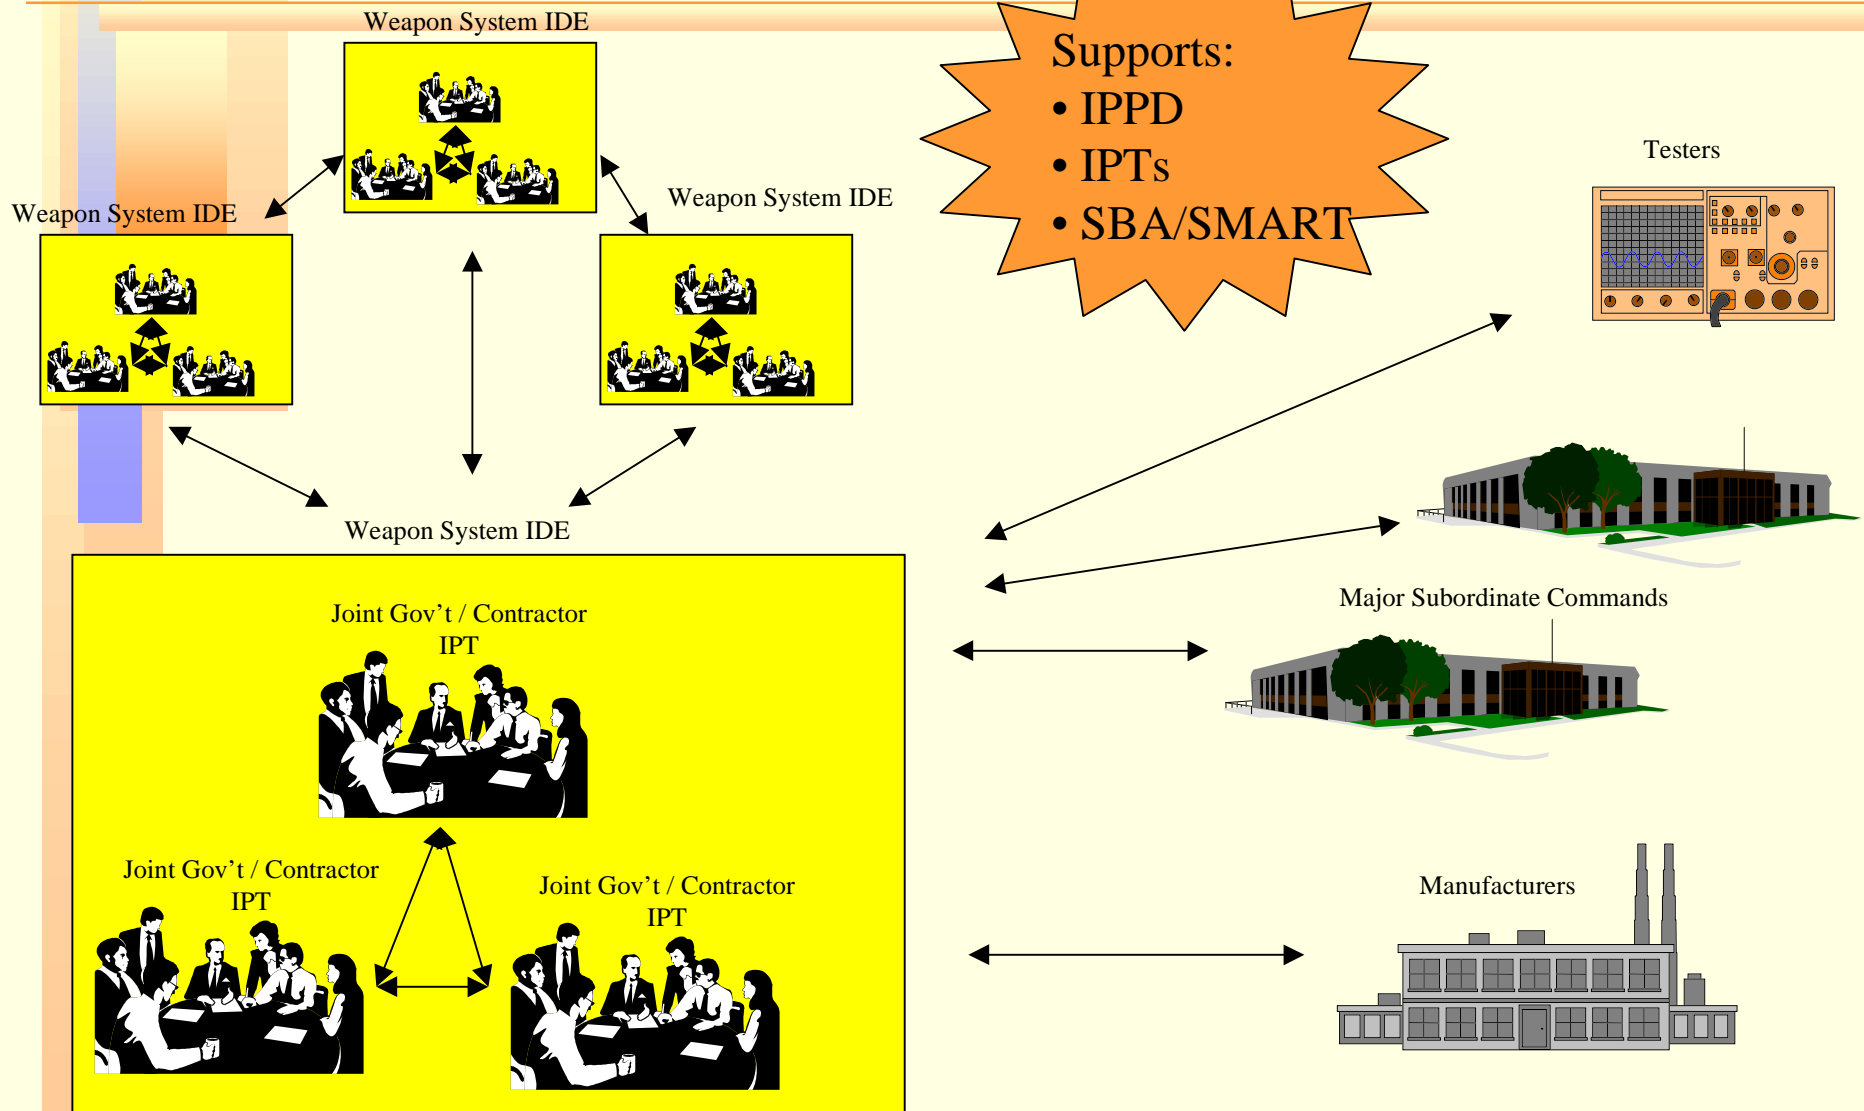 Weapon System IDE
Supports:
• IPPD
• IPTs
• SBA/SMART
Testers
Weapon System IDE
Weapon System IDE
Weapon System IDE
Joint Gov’t / Contractor
IPT
Major Subordinate Commands
Joint Gov’t / Contractor
IPT
Joint Gov’t / Contractor
IPT
Manufacturers